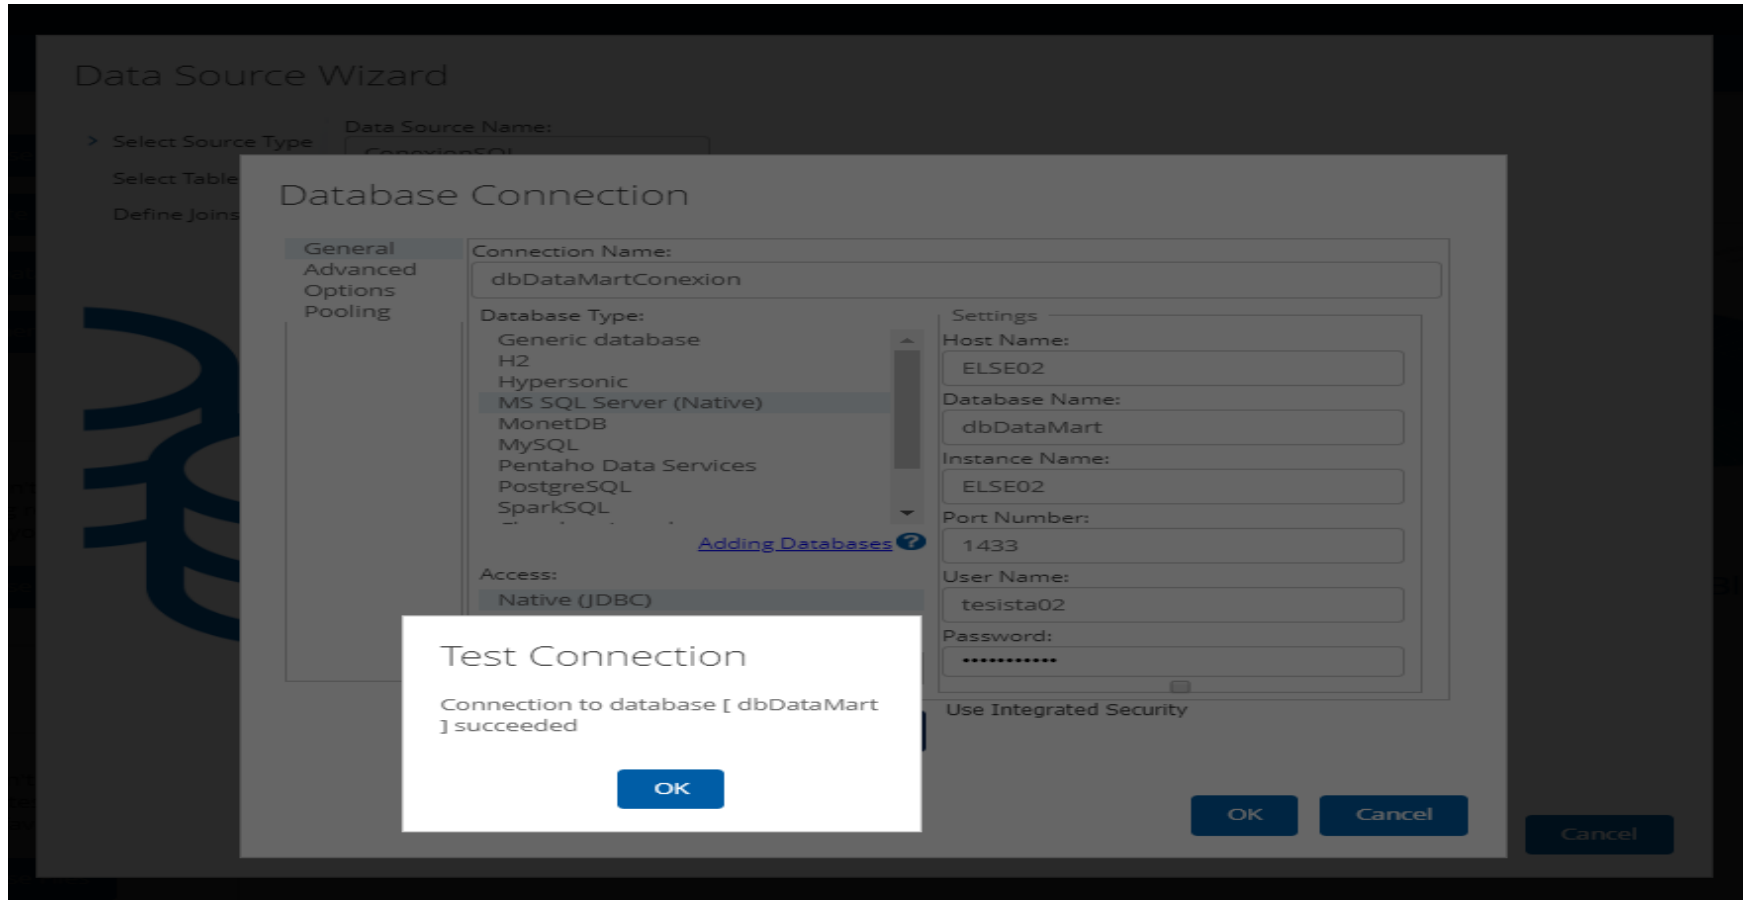 Data Source Wizard
> Select Source Type
Select Table
Define Joins
Data Source Name:
ConexionSQL
Database Connection
General
Advanced
Options
Pooling
Connection Name:
dbDataMartConexion
Database Type:
Generic database
H2
Hypersonic
MS SQL Server (Native)
MonetDB
MySQL
Pentaho Data Services
PostgreSQL
SparkSQL
Adding Databases ?
Access:
Native (JDBC)
Settings
Host Name:
ELSE02
Database Name:
dbDataMart
Instance Name:
ELSE02
Port Number:
1433
User Name:
tesista02
Password:
•••••••••••
Use Integrated Security
Test Connection
Connection to database [ dbDataMart
] succeeded
OK
OK
Cancel
Cancel